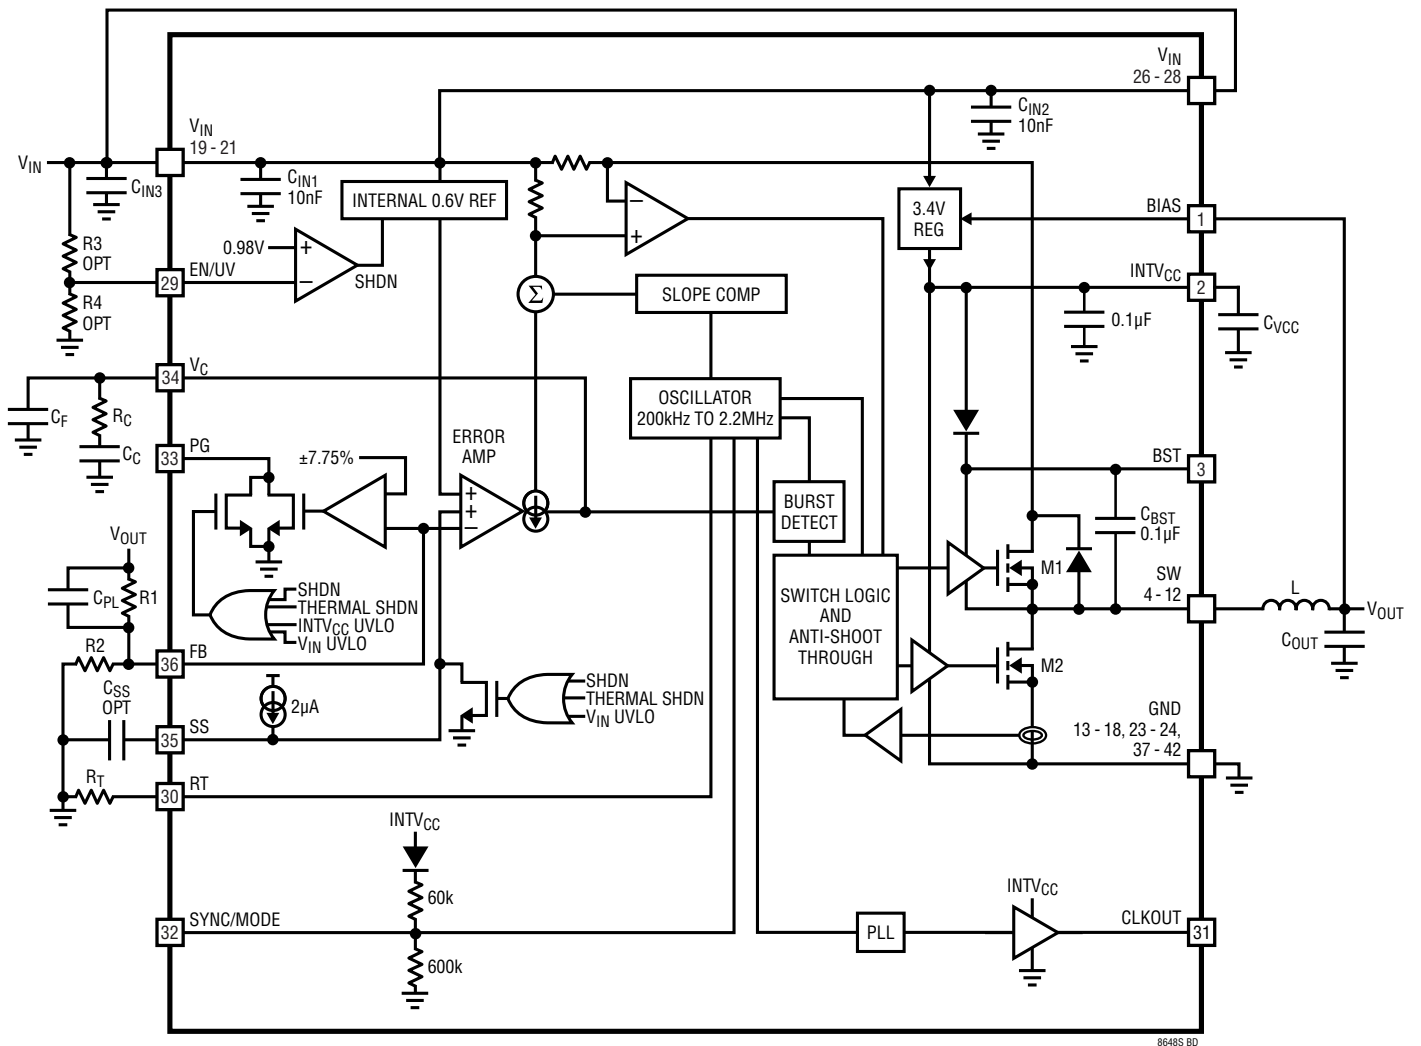 VIN
26 - 28
CIN2
10nF
VIN
19 - 21
VIN
CIN3
CIN1
10nF
INTERNAL 0.6V REF
−
+
3.4V
REG
BIAS
1
R3
OPT
0.98V
+
−
SHDN
EN/UV
29
R4
OPT
Σ
SLOPE COMP
INTVCC
2
0.1µF
CVCC
VC
34
CF
RC
CC
OSCILLATOR
200kHz TO 2.2MHz
PG
33
±7.75%
ERROR
AMP
+
+
−
BURST
DETECT
BST
3
CBST
0.1µF
VOUT
CPL
R1
SHDN
THERMAL SHDN
INTVCC UVLO
VIN UVLO
SWITCH LOGIC
AND
ANTI-SHOOT
THROUGH
M1
SW
4 - 12
L
VOUT
COUT
R2
FB
36
M2
CSS
OPT
2µA
SHDN
THERMAL SHDN
VIN UVLO
SS
35
GND
13 - 18, 23 - 24,
37 - 42
RT
RT
30
INTVCC
60k
SYNC/MODE
32
600k
PLL
INTVCC
CLKOUT
31
8648S BD